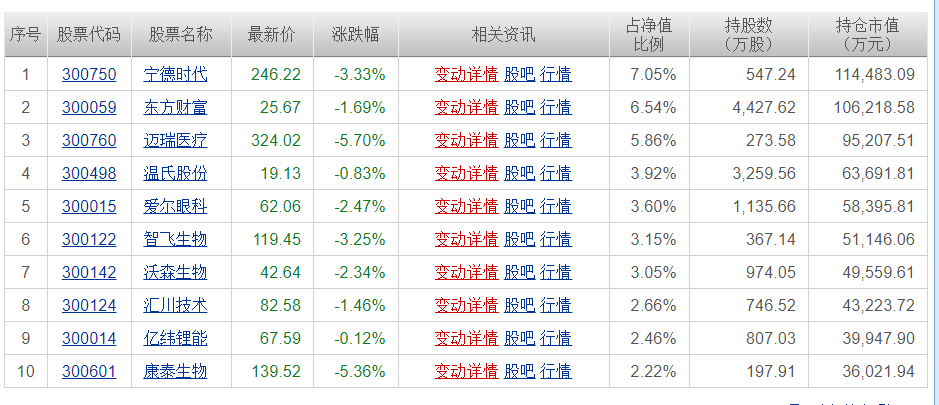 序号 股票代码 股票名称 最新价 涨跌幅 相关资讯 占净值比例 持股数（万股） 持仓市值（万元）
1 300750 宁德时代 246.22 -3.33% 变动详情 股吧 行情 7.05% 547.24 114,483.09
2 300059 东方财富 25.67 -1.69% 变动详情 股吧 行情 6.54% 4,427.62 106,218.58
3 300760 迈瑞医疗 324.02 -5.70% 变动详情 股吧 行情 5.86% 273.58 95,207.51
4 300498 温氏股份 19.13 -0.83% 变动详情 股吧 行情 3.92% 3,259.56 63,691.81
5 300015 爱尔眼科 62.06 -2.47% 变动详情 股吧 行情 3.60% 1,135.66 58,395.81
6 300122 智飞生物 119.45 -3.25% 变动详情 股吧 行情 3.15% 367.14 51,146.06
7 300142 沃森生物 42.64 -2.34% 变动详情 股吧 行情 3.05% 974.05 49,559.61
8 300124 汇川技术 82.58 -1.46% 变动详情 股吧 行情 2.66% 746.52 43,223.72
9 300014 亿纬锂能 67.59 -0.12% 变动详情 股吧 行情 2.46% 807.03 39,947.90
10 300601 康泰生物 139.52 -5.36% 变动详情 股吧 行情 2.22% 197.91 36,021.94